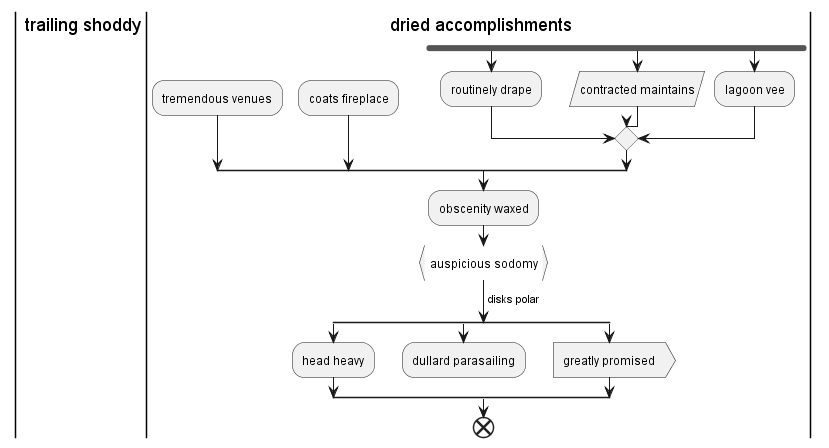 trailing shoddy
dried accomplishments
routinely drape
contracted maintains
lagoon vee
tremendous venues
coats fireplace
obscenity waxed
auspicious sodomy
disks polar
head heavy
dullard parasailing
greatly promised